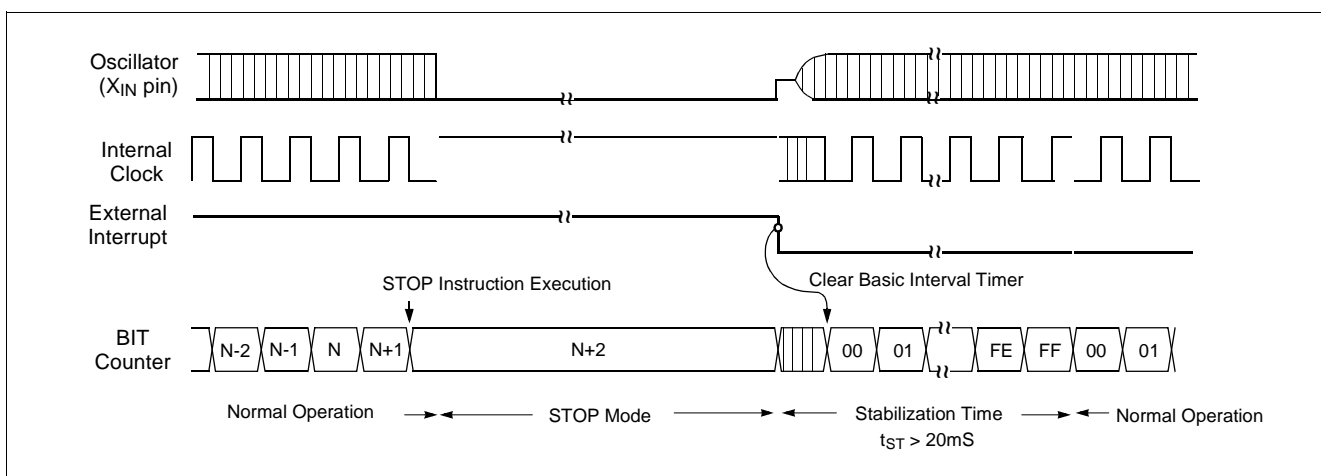 Oscillator
(XIN pin)
Internal
Clock
External
Interrupt
STOP Instruction Execution
Clear Basic Interval Timer
BIT
Counter
N-2 N-1 N N+1 N+2 00 01 FE FF 00 01
Normal Operation STOP Mode Stabilization Time Normal Operation
tST > 20mS